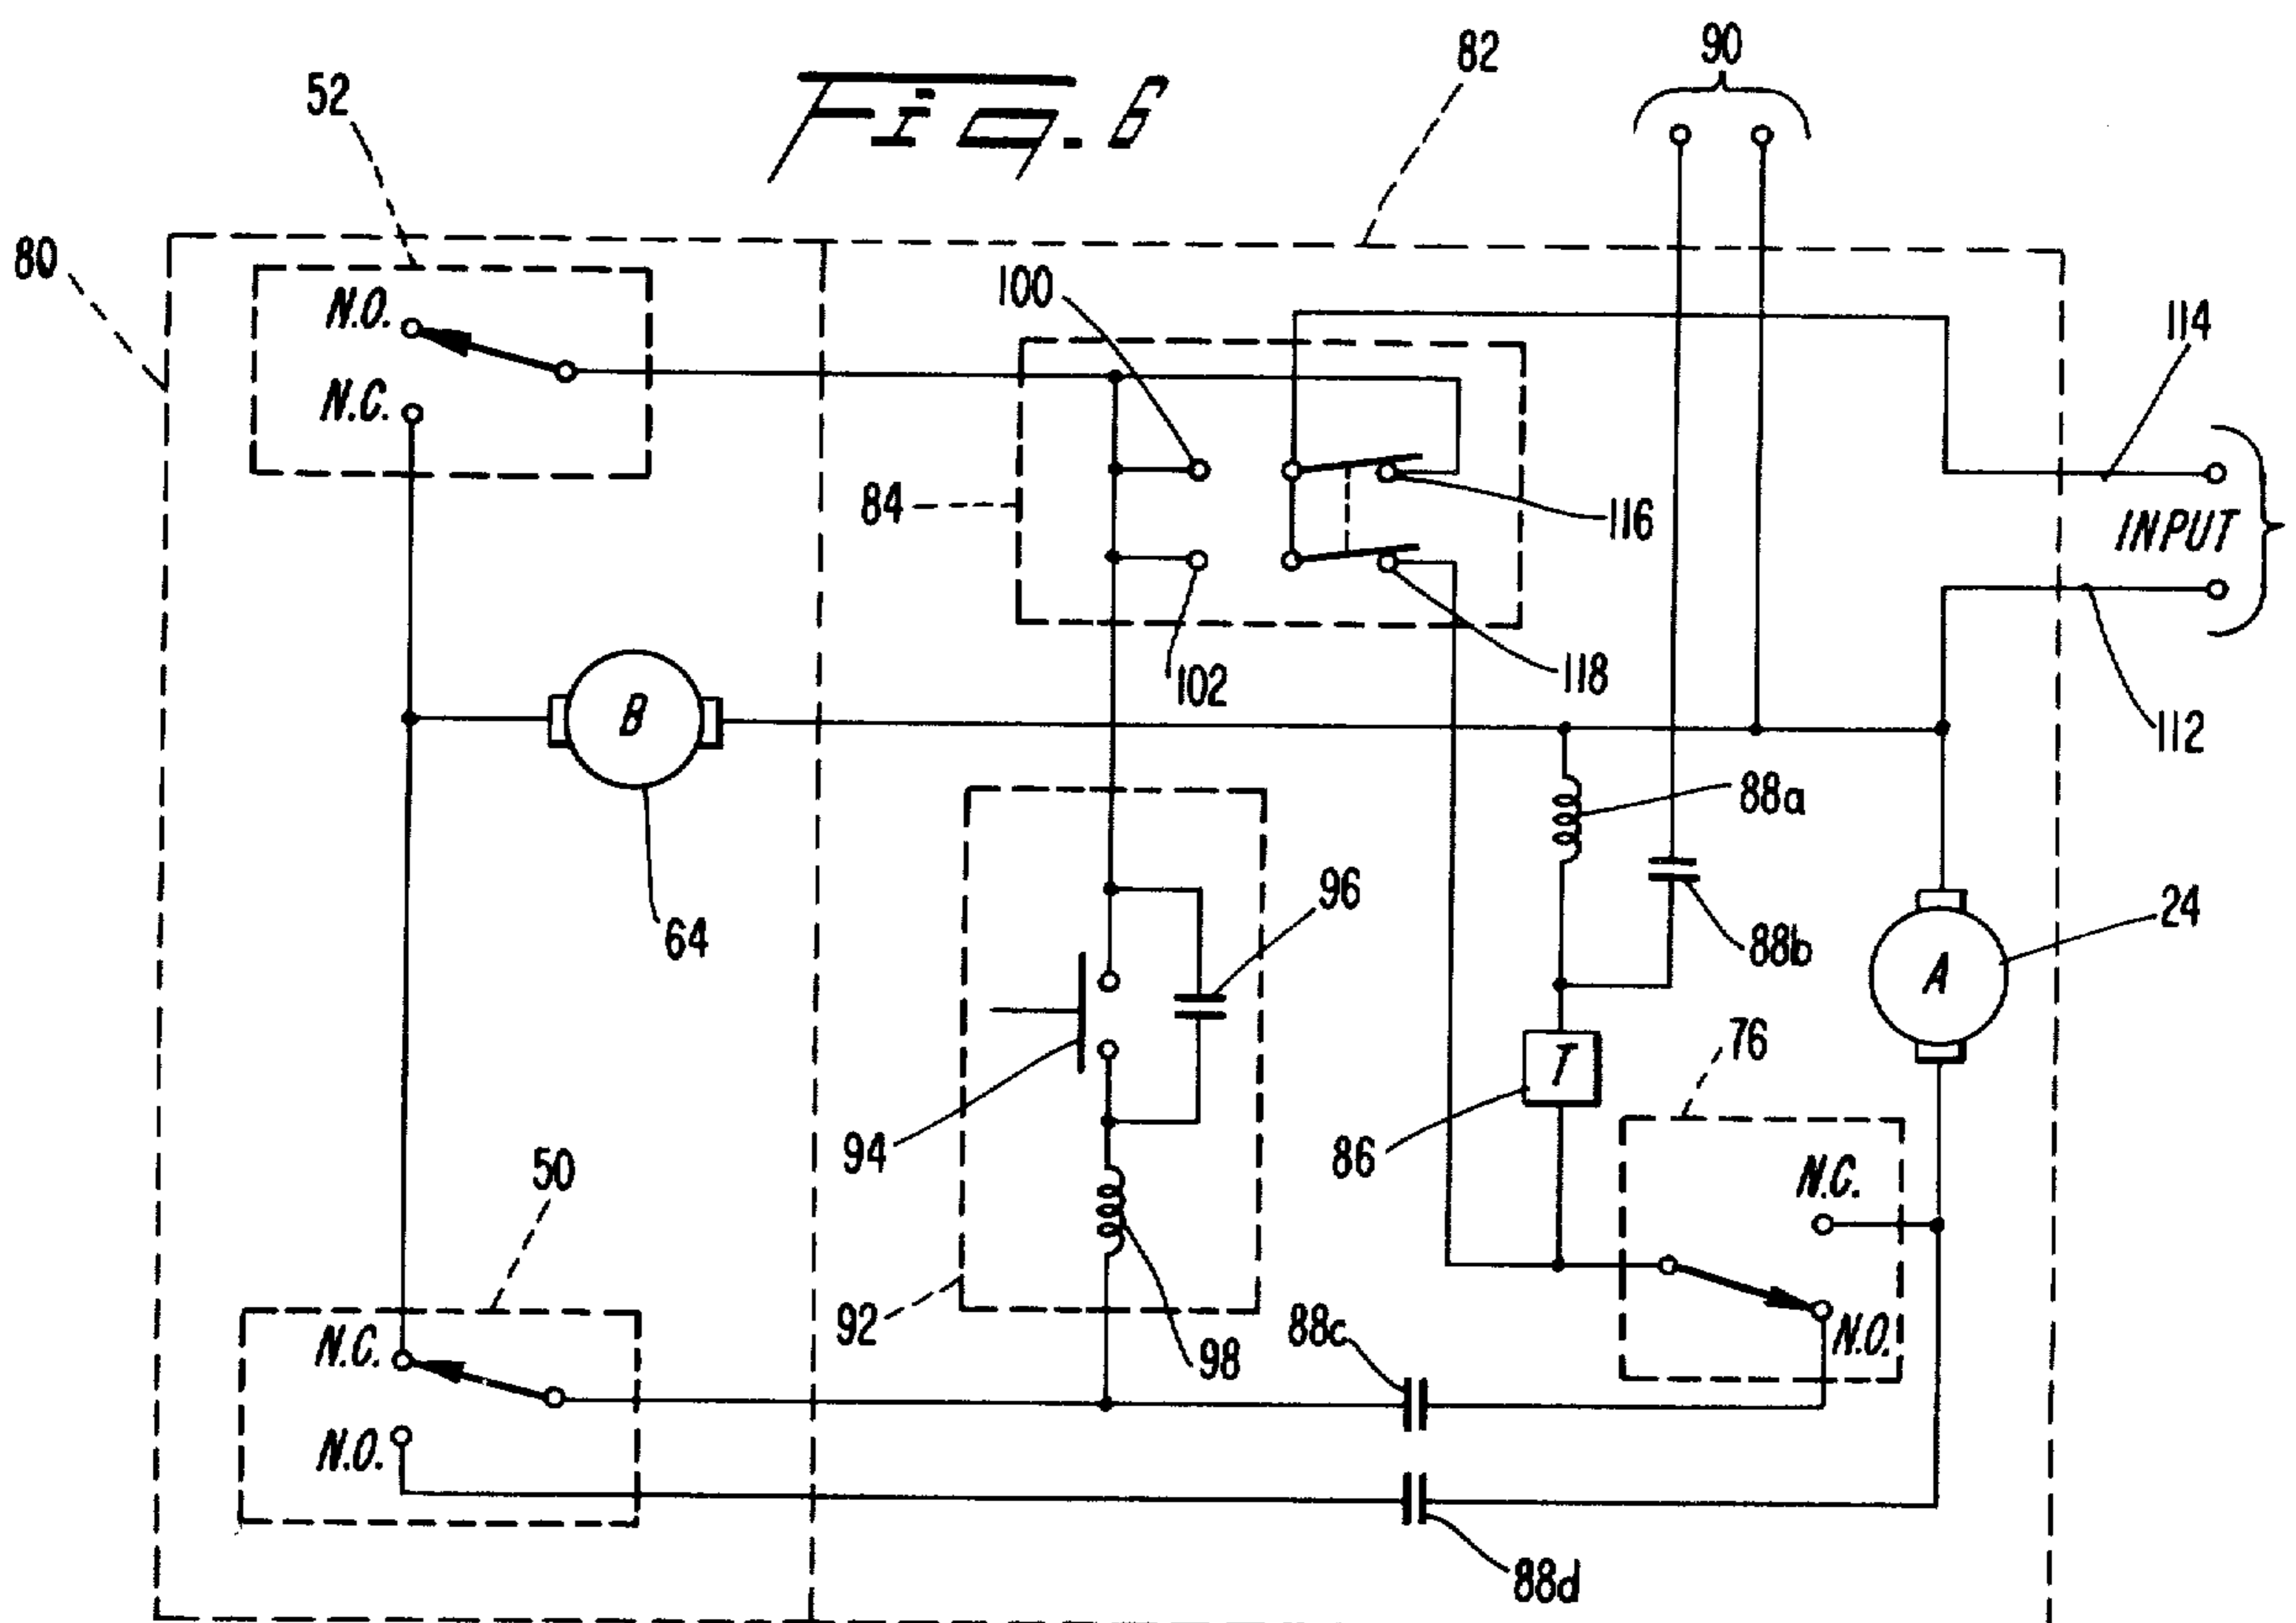 Fig. 6
52
82
90
80
N.O.
N.C.
100
114
84
116
INPUT
102
118
112
B
64
88a
96
88b
24
A
94
T
86
76
N.C.
N.O.
50
92
98
88c
N.C.
N.O.
88d